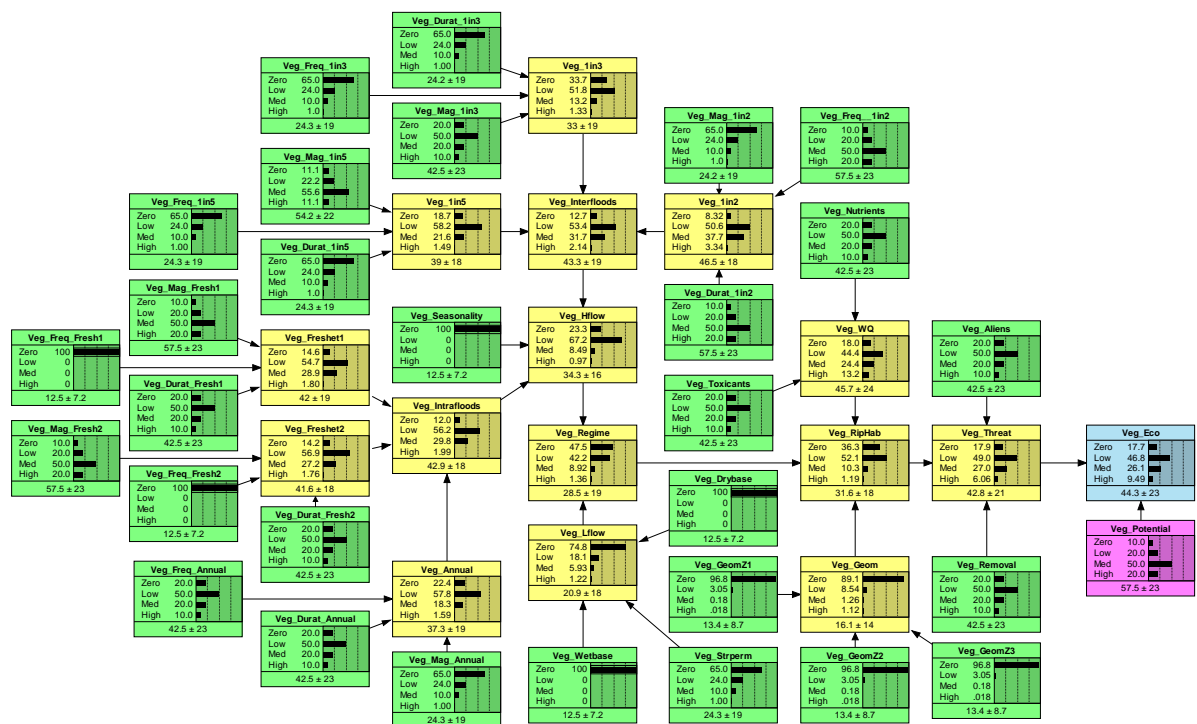 Veg_Durat_1in3
Zero 65.0
Low 24.0
Med 10.0
High 1.00
24.2 ± 19
Veg_Freq_1in3
Zero 65.0
Low 24.0
Med 10.0
High 1.0
24.3 ± 19
Veg_1in3
Zero 33.7
Low 51.8
Med 13.2
High 1.33
33 ± 19
Veg_Mag_1in3
Zero 20.0
Low 50.0
Med 20.0
High 10.0
42.5 ± 23
Veg_Mag_1in2
Zero 65.0
Low 24.0
Med 10.0
High 1.0
24.2 ± 19
Veg_Freq__1in2
Zero 10.0
Low 20.0
Med 50.0
High 20.0
57.5 ± 23
Veg_Mag_1in5
Zero 11.1
Low 22.2
Med 55.6
High 11.1
54.2 ± 22
Veg_Freq_1in5
Zero 65.0
Low 24.0
Med 10.0
High 1.00
24.3 ± 19
Veg_1in5
Zero 18.7
Low 58.2
Med 21.6
High 1.49
39 ± 18
Veg_Interfloods
Zero 12.7
Low 53.4
Med 31.7
High 2.14
43.3 ± 19
Veg_1in2
Zero 8.32
Low 50.6
Med 37.7
High 3.34
46.5 ± 18
Veg_Nutrients
Zero 20.0
Low 50.0
Med 20.0
High 10.0
42.5 ± 23
Veg_Durat_1in5
Zero 65.0
Low 24.0
Med 10.0
High 1.0
24.3 ± 19
Veg_Mag_Fresh1
Zero 10.0
Low 20.0
Med 50.0
High 20.0
57.5 ± 23
Veg_Durat_1in2
Zero 10.0
Low 20.0
Med 50.0
High 20.0
57.5 ± 23
Veg_Seasonality
Zero 100
Low 0
Med 0
High 0
12.5 ± 7.2
Veg_Hflow
Zero 23.3
Low 67.2
Med 8.49
High 0.97
34.3 ± 16
Veg_Freq_Fresh1
Zero 100
Low 0
Med 0
High 0
12.5 ± 7.2
Veg_Freshet1
Zero 14.6
Low 54.7
Med 28.9
High 1.80
42 ± 19
Veg_WQ
Zero 18.0
Low 44.4
Med 24.4
High 13.2
45.7 ± 24
Veg_Aliens
Zero 20.0
Low 50.0
Med 20.0
High 10.0
42.5 ± 23
Veg_Durat_Fresh1
Zero 20.0
Low 50.0
Med 20.0
High 10.0
42.5 ± 23
Veg_Toxicants
Zero 20.0
Low 50.0
Med 20.0
High 10.0
42.5 ± 23
Veg_Intrafloods
Zero 12.0
Low 56.2
Med 29.8
High 1.99
42.9 ± 18
Veg_Mag_Fresh2
Zero 10.0
Low 20.0
Med 50.0
High 20.0
57.5 ± 23
Veg_Freshet2
Zero 14.2
Low 56.9
Med 27.2
High 1.76
41.6 ± 18
Veg_Regime
Zero 47.5
Low 42.2
Med 8.92
High 1.36
28.5 ± 19
Veg_RipHab
Zero 36.3
Low 52.1
Med 10.3
High 1.19
31.6 ± 18
Veg_Threat
Zero 17.9
Low 49.0
Med 27.0
High 6.06
42.8 ± 21
Veg_Eco
Zero 17.7
Low 46.8
Med 26.1
High 9.49
44.3 ± 23
Veg_Freq_Fresh2
Zero 100
Low 0
Med 0
High 0
12.5 ± 7.2
Veg_Drybase
Zero 100
Low 0
Med 0
High 0
12.5 ± 7.2
Veg_Durat_Fresh2
Zero 20.0
Low 50.0
Med 20.0
High 10.0
42.5 ± 23
Veg_Lflow
Zero 74.8
Low 18.1
Med 5.93
High 1.22
20.9 ± 18
Veg_Potential
Zero 10.0
Low 20.0
Med 50.0
High 20.0
57.5 ± 23
Veg_Freq_Annual
Zero 20.0
Low 50.0
Med 20.0
High 10.0
42.5 ± 23
Veg_Annual
Zero 22.4
Low 57.8
Med 18.3
High 1.59
37.3 ± 19
Veg_GeomZ1
Zero 96.8
Low 3.05
Med 0.18
High .018
13.4 ± 8.7
Veg_Geom
Zero 89.1
Low 8.54
Med 1.26
High 1.12
16.1 ± 14
Veg_Removal
Zero 20.0
Low 50.0
Med 20.0
High 10.0
42.5 ± 23
Veg_Durat_Annual
Zero 20.0
Low 50.0
Med 20.0
High 10.0
42.5 ± 23
Veg_Mag_Annual
Zero 65.0
Low 24.0
Med 10.0
High 1.00
24.3 ± 19
Veg_Wetbase
Zero 100
Low 0
Med 0
High 0
12.5 ± 7.2
Veg_Strperm
Zero 65.0
Low 24.0
Med 10.0
High 1.00
24.3 ± 19
Veg_GeomZ2
Zero 96.8
Low 3.05
Med 0.18
High .018
13.4 ± 8.7
Veg_GeomZ3
Zero 96.8
Low 3.05
Med 0.18
High .018
13.4 ± 8.7